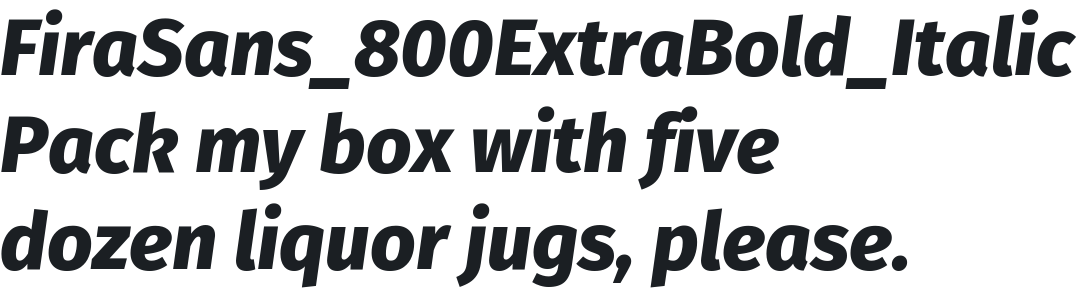 FiraSans_800ExtraBold_Italic
Pack my box with five
dozen liquor jugs, please.